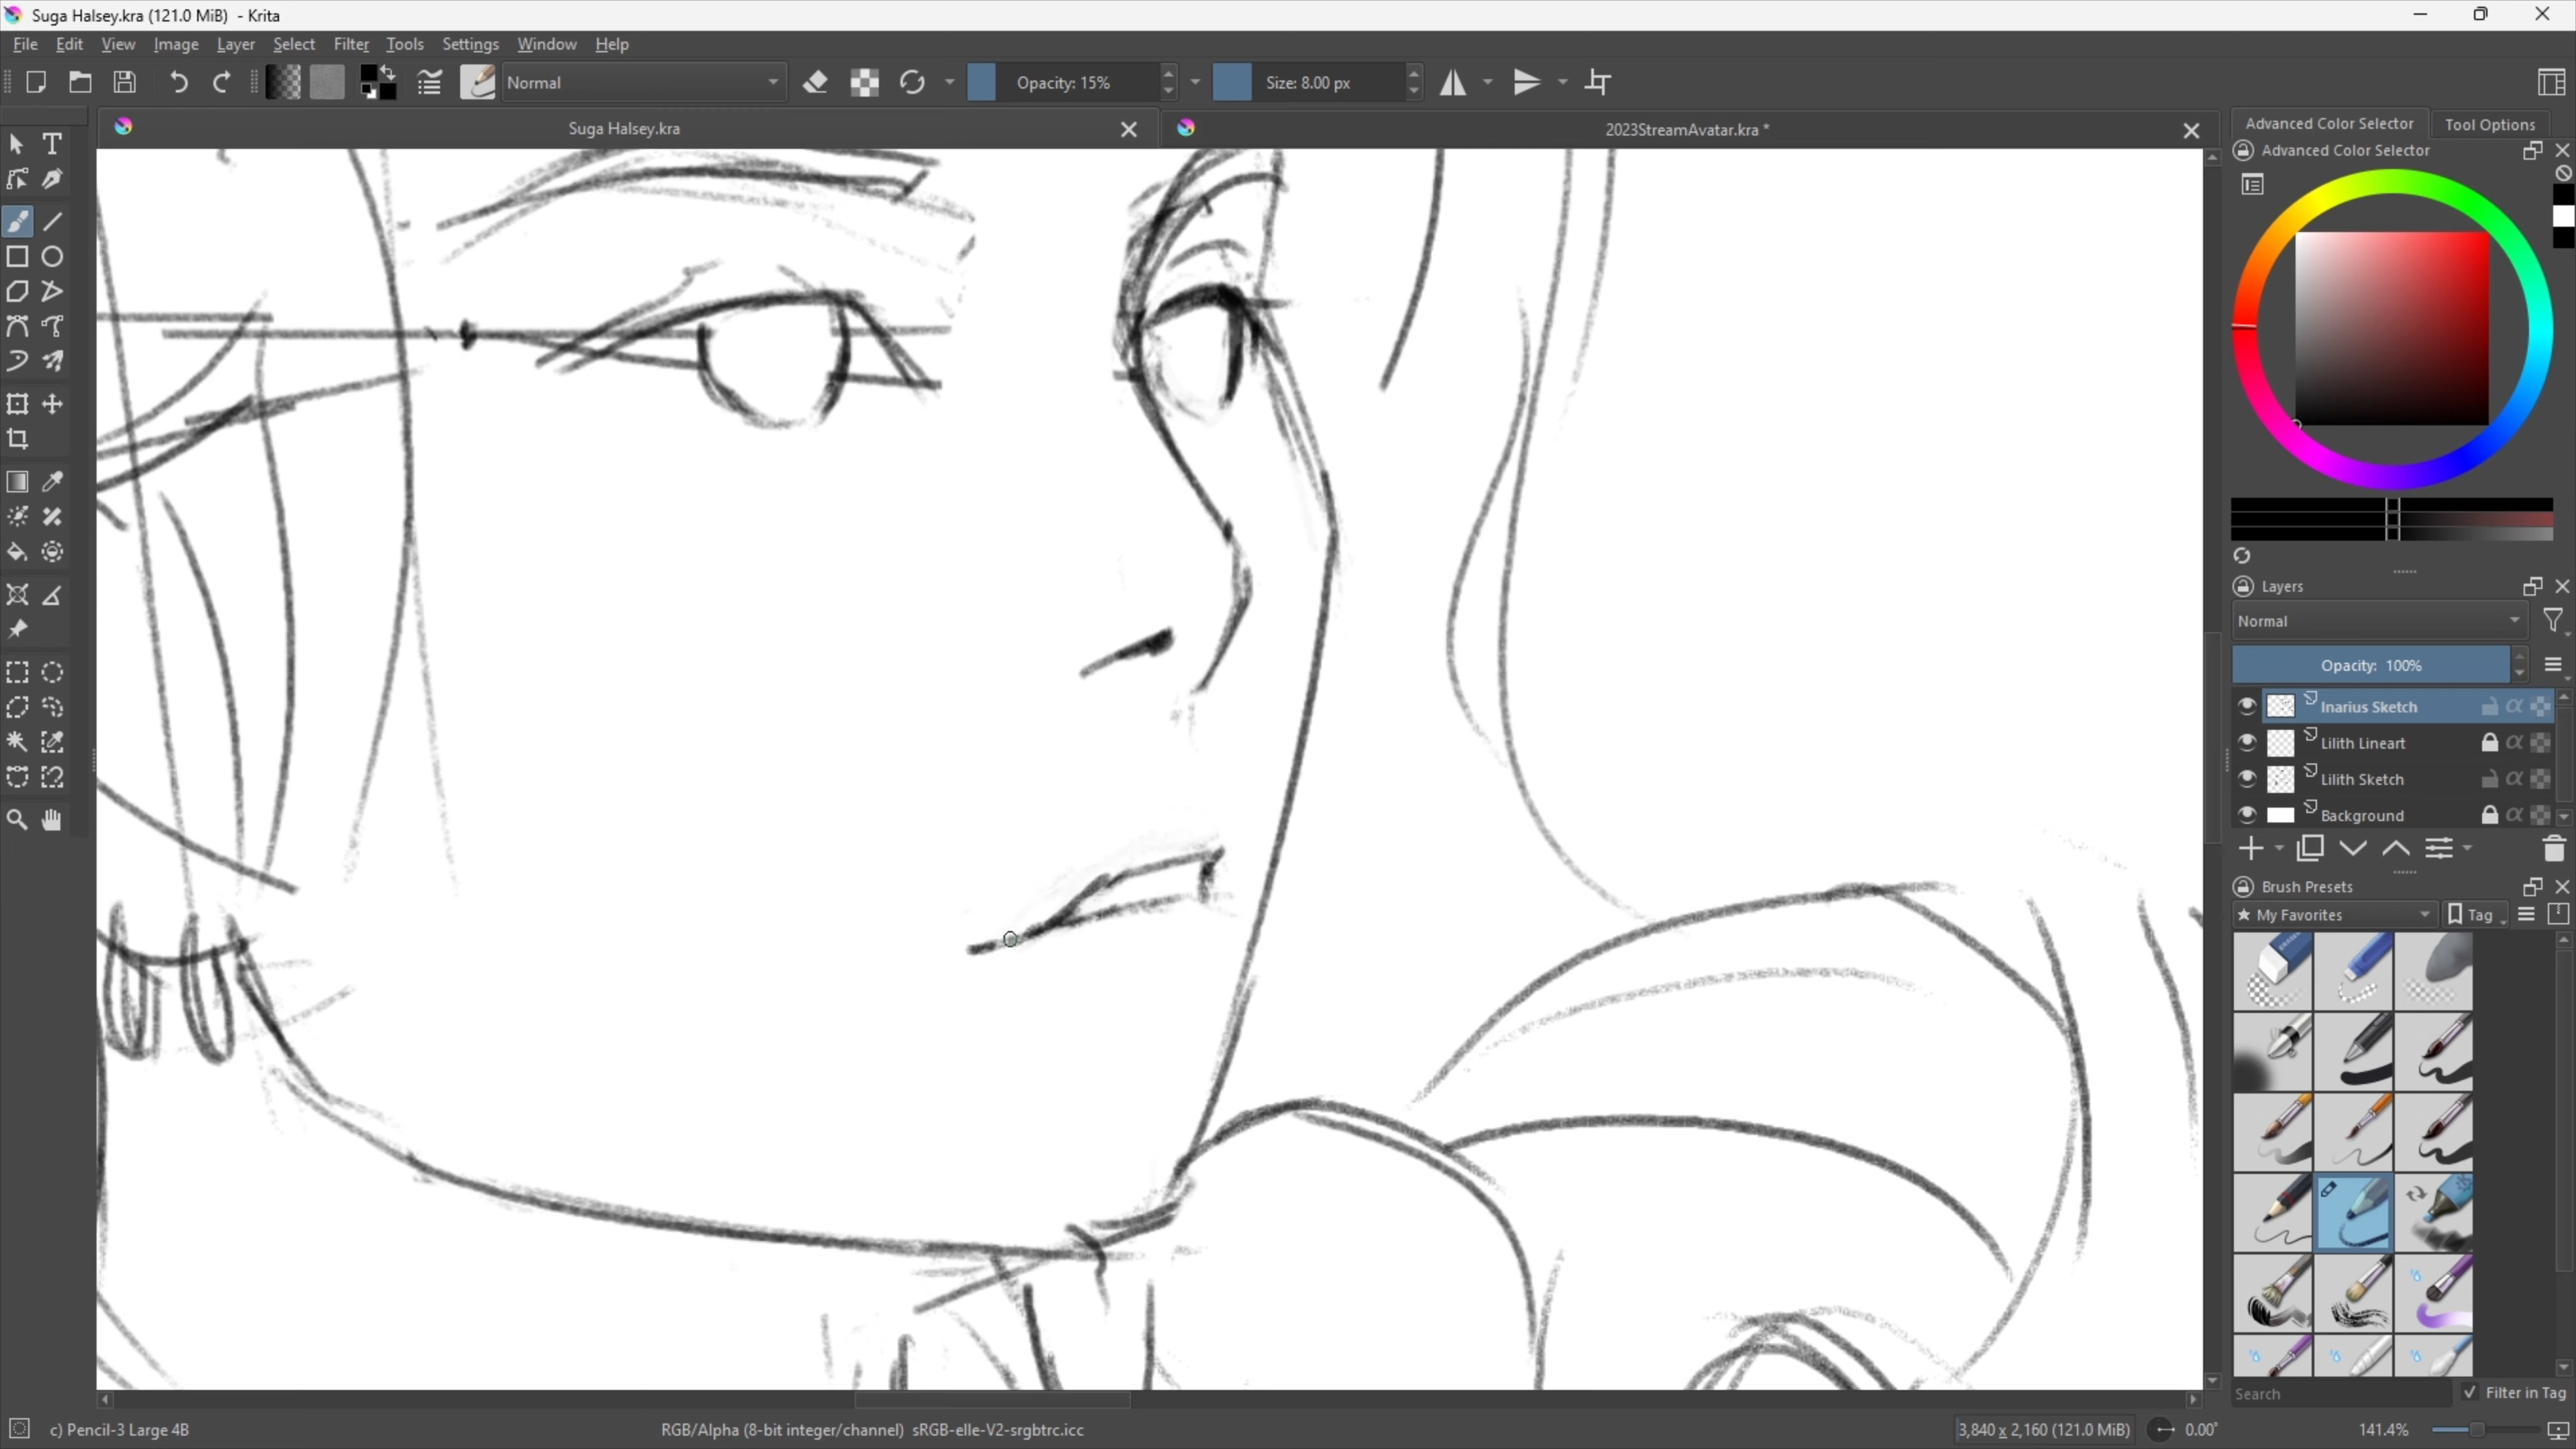 Suga Halsey.kra (121.0 MiB) - Krita
File Edit View Image Layer Select Filter Tools Settings Window Help
Normal
Opacity: 15%
Size: 8.00 px
Suga Halsey.kra
2023StreamAvatar.kra *
Advanced Color Selector
Tool Options
Advanced Color Selector
Layers
Normal
Opacity: 100%
Inarius Sketch
Lilith Lineart
Lilith Sketch
Background
Brush Presets
★ My Favorites
Tag
Search
Filter in Tag
c) Pencil-3 Large 4B
RGB/Alpha (8-bit integer/channel) sRGB-elle-V2-srgbtrc.icc
3,840 x 2,160 (121.0 MiB)
0.00°
141.4%